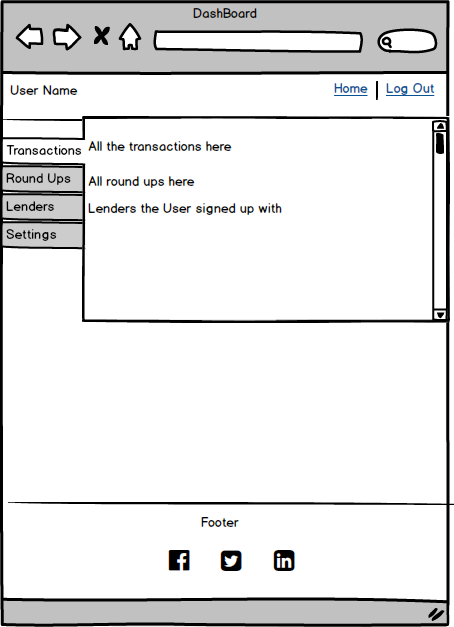 DashBoard
User Name
Home
Log Out
Transactions
All the transactions here
Round Ups
All round ups here
Lenders
Lenders the User signed up with
Settings
Footer